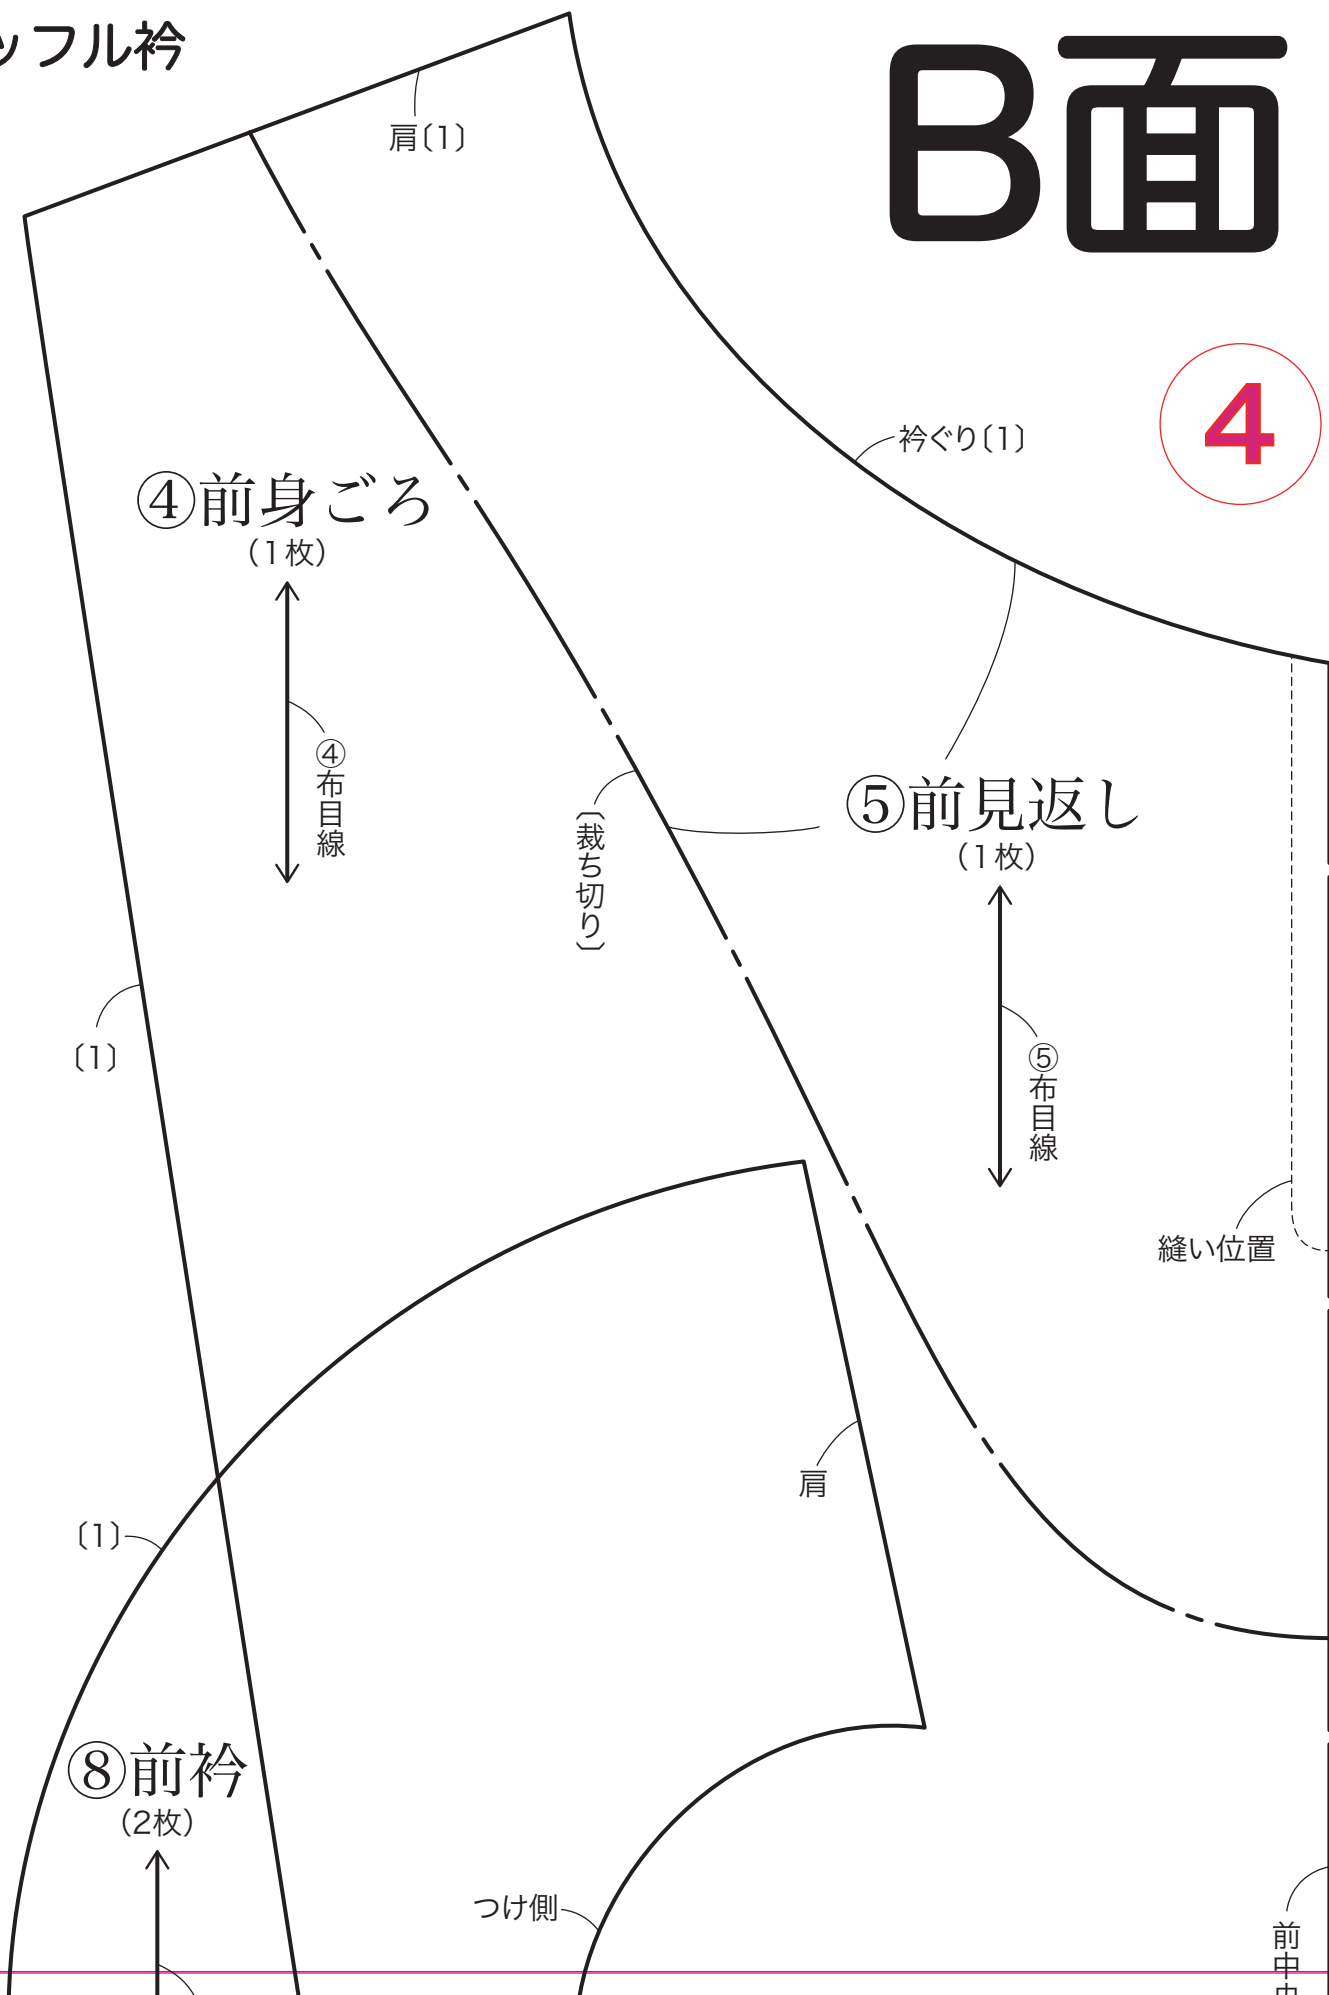 ッフル衿
B面
肩〔1〕
4
衿ぐり〔1〕
④前身ごろ
（1枚）
④布目線
〔裁ち切り〕
⑤前見返し
（1枚）
⑤布目線
〔1〕
縫い位置
肩
〔1〕
⑧前衿
（2枚）
つけ側
前中